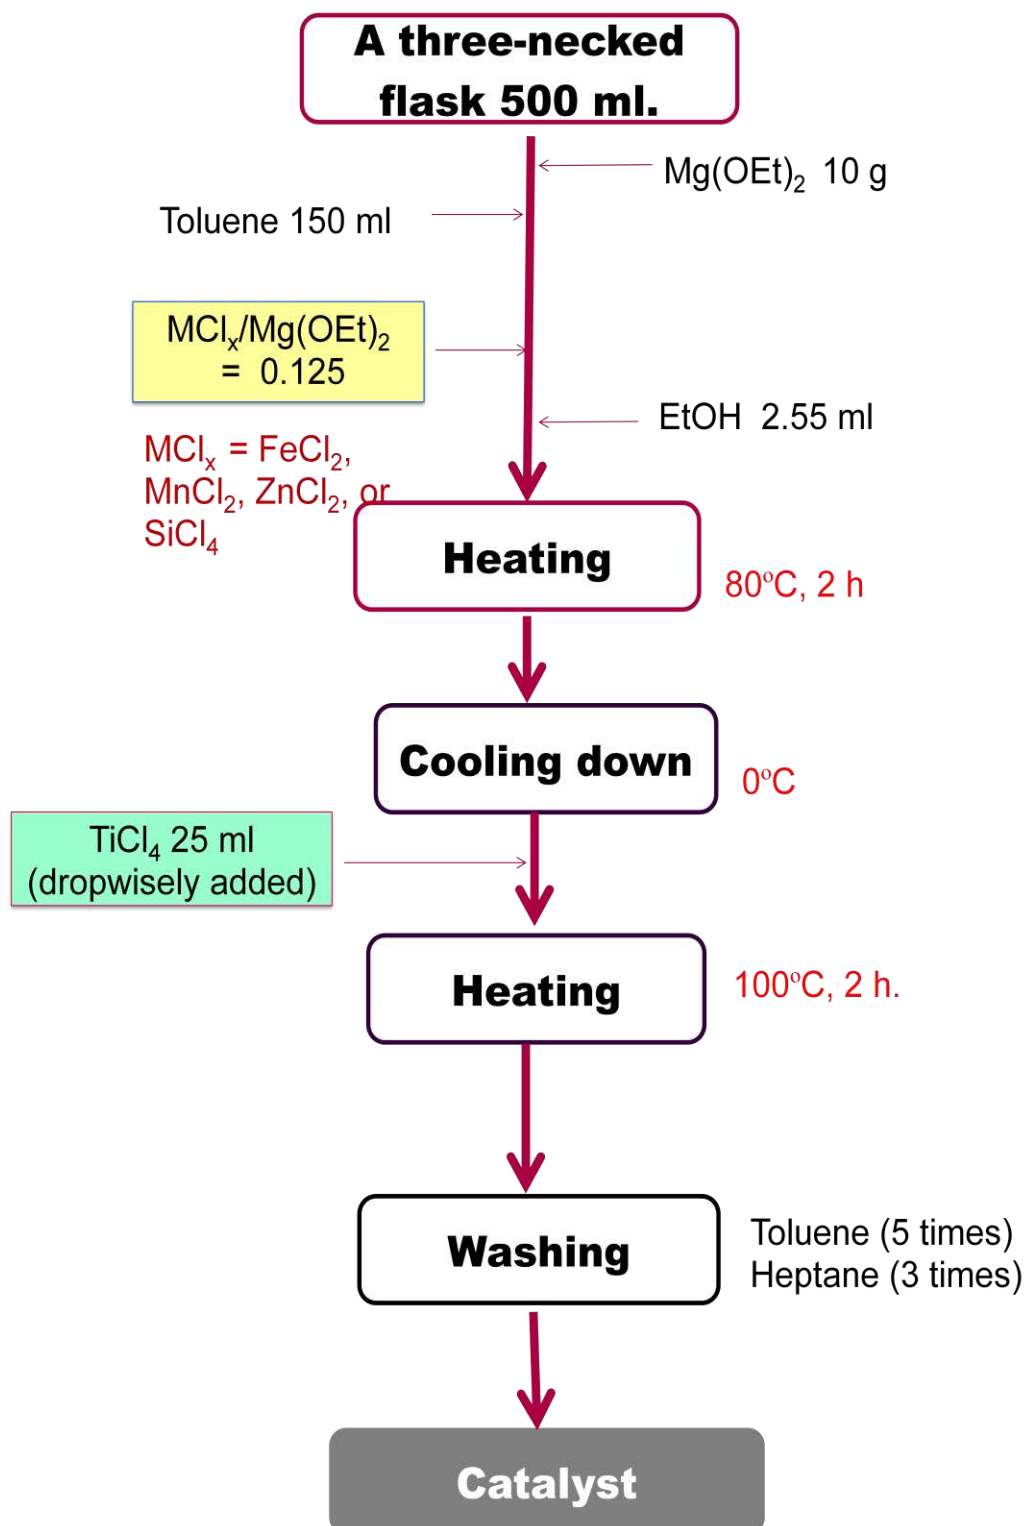 A three-necked
flask 500 ml.
Mg(OEt)₂ 10 g
Toluene 150 ml
MClₓ/Mg(OEt)₂
= 0.125
EtOH 2.55 ml
MClₓ = FeCl₂,
MnCl₂, ZnCl₂, or
SiCl₄
Heating
80°C, 2 h
Cooling down
0°C
TiCl₄ 25 ml
(dropwisely added)
Heating
100°C, 2 h.
Washing
Toluene (5 times)
Heptane (3 times)
Catalyst